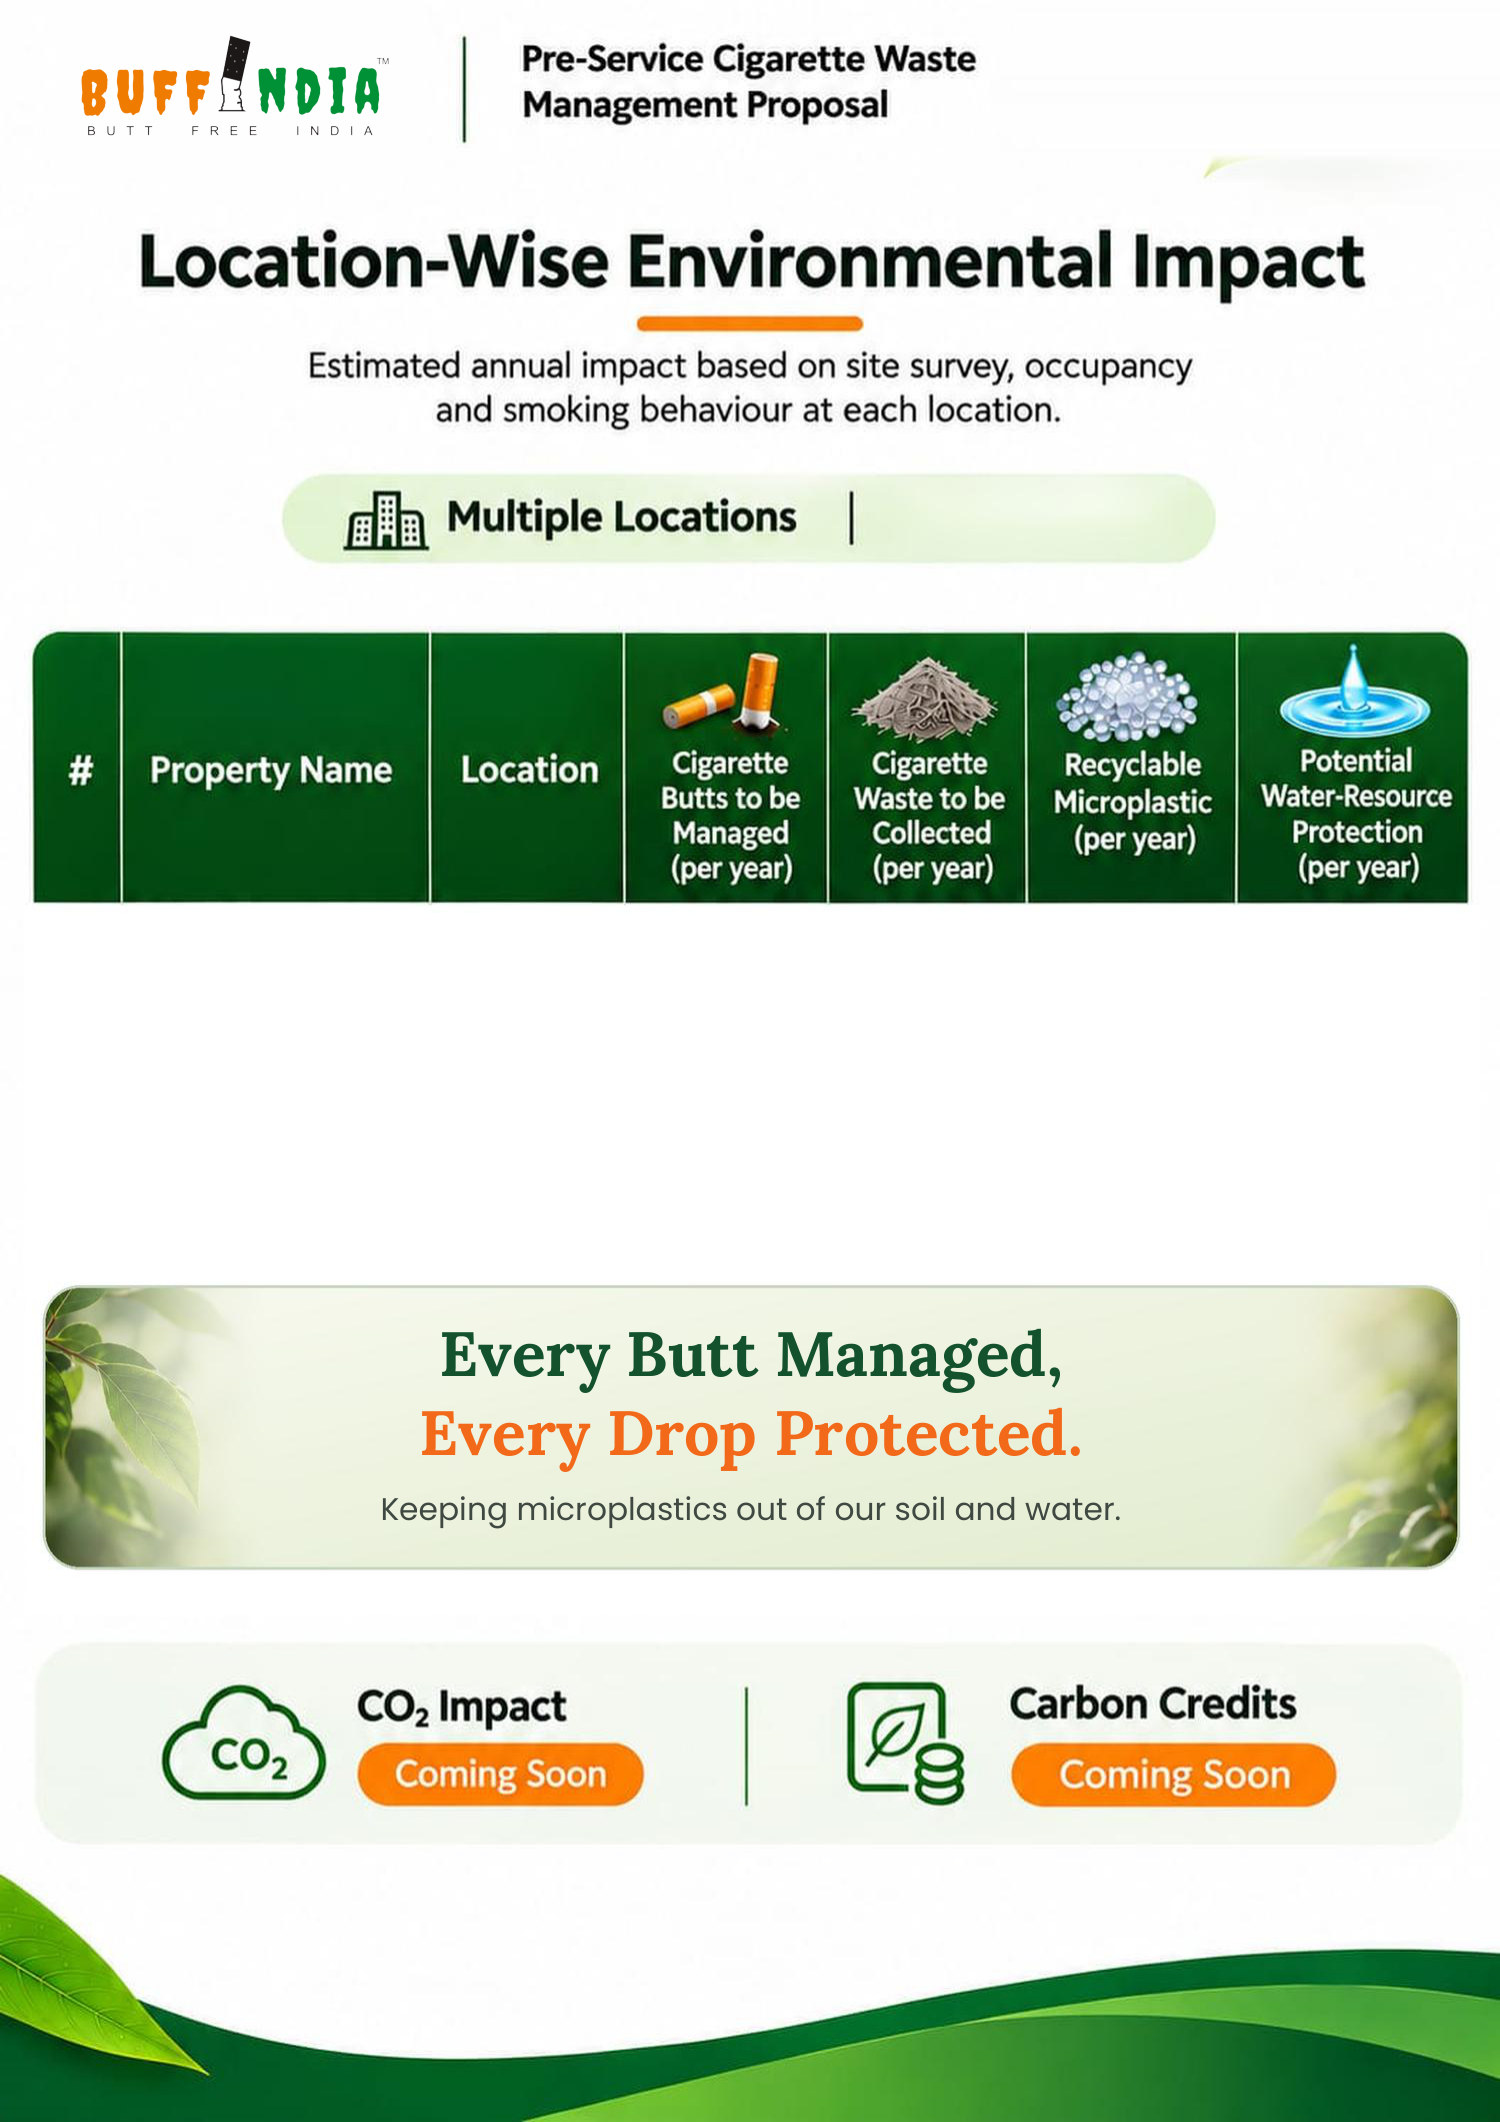 BUFFINDIA™
BUTT FREE INDIA
Pre-Service Cigarette Waste
Management Proposal
Location-Wise Environmental Impact
Estimated annual impact based on site survey, occupancy
and smoking behaviour at each location.
Multiple Locations
#
Property Name
Location
Cigarette
Butts to be
Managed
(per year)
Cigarette
Waste to be
Collected
(per year)
Recyclable
Microplastic
(per year)
Potential
Water-Resource
Protection
(per year)
Every Butt Managed,
Every Drop Protected.
Keeping microplastics out of our soil and water.
CO₂
CO₂ Impact
Coming Soon
Carbon Credits
Coming Soon